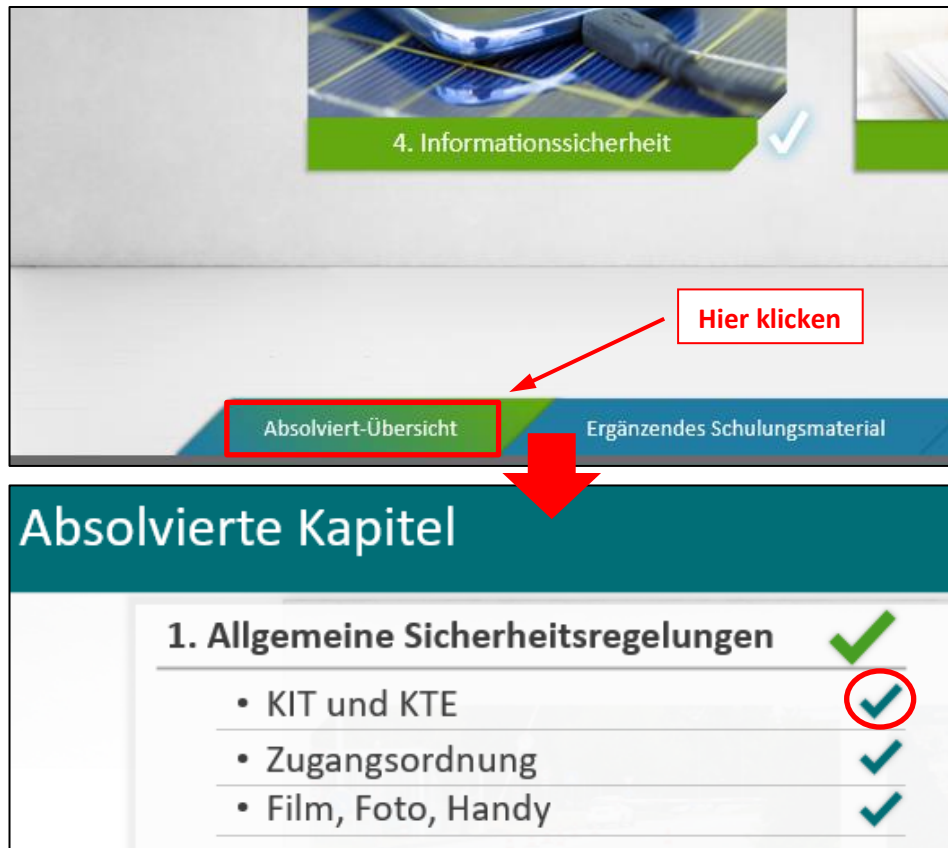 4. Informationssicherheit
Hier klicken
Absolviert-Übersicht
Ergänzendes Schulungsmaterial
Absolvierte Kapitel
1. Allgemeine Sicherheitsregelungen
• KIT und KTE
• Zugangsordnung
• Film, Foto, Handy